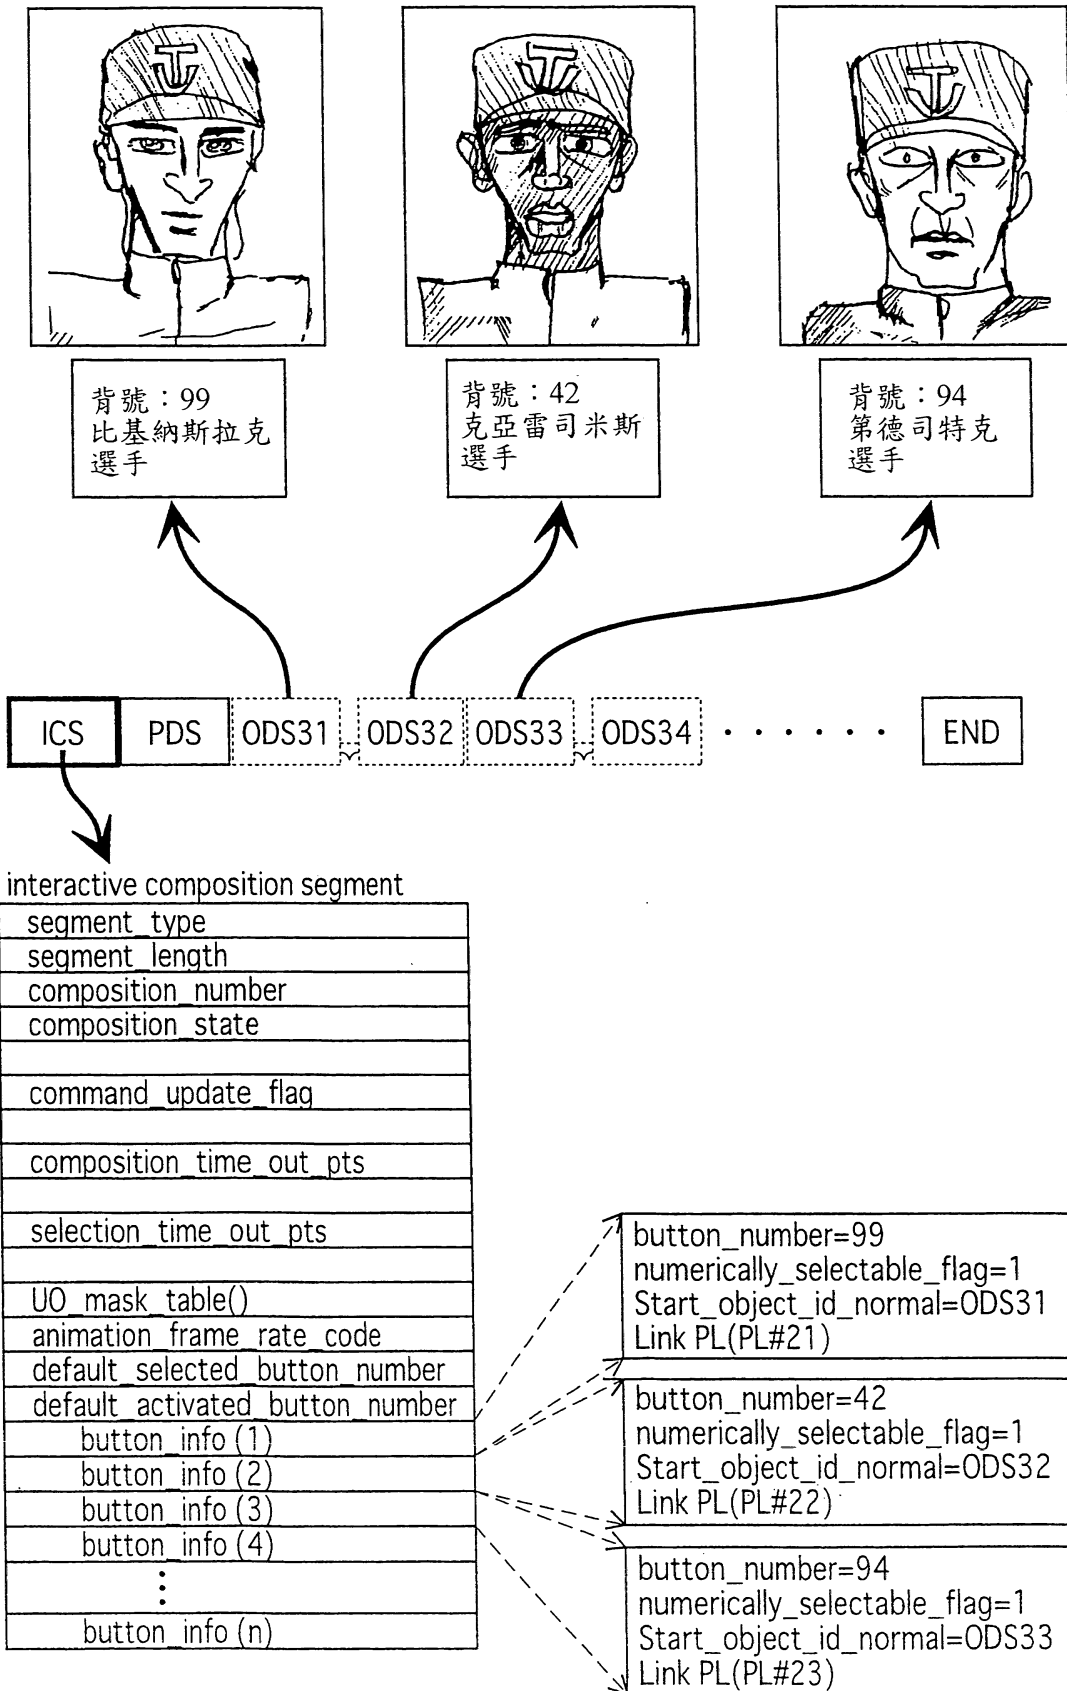 背號：99
比基納斯拉克
選手
背號：42
克亞雷司米斯
選手
背號：94
第德司特克
選手
ICS
PDS
ODS31
ODS32
ODS33
ODS34
・・・・・・
END
interactive composition segment
segment_type
segment_length
composition_number
composition_state
command_update_flag
composition_time_out_pts
selection_time_out_pts
UO_mask_table()
animation_frame_rate_code
default_selected_button_number
default_activated_button_number
button_info (1)
button_info (2)
button_info (3)
button_info (4)
button_info (n)
button_number=99
numerically_selectable_flag=1
Start_object_id_normal=ODS31
Link PL(PL#21)
button_number=42
numerically_selectable_flag=1
Start_object_id_normal=ODS32
Link PL(PL#22)
button_number=94
numerically_selectable_flag=1
Start_object_id_normal=ODS33
Link PL(PL#23)